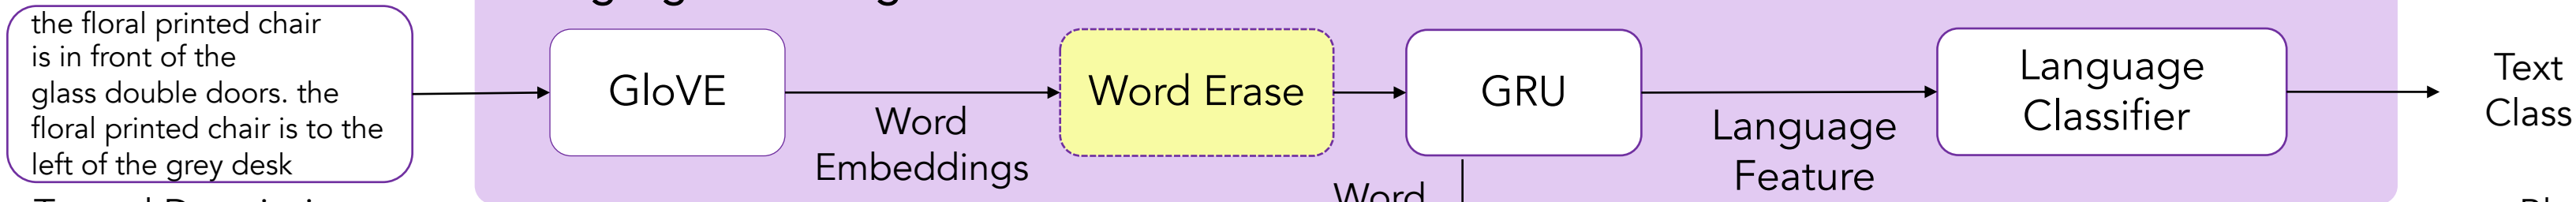 the floral printed chair
is in front of the
glass double doors. the
floral printed chair is to the
left of the grey desk
GloVE
Word
Embeddings
Word Erase
GRU
Word
Language
Feature
Language
Classifier
Text
Class